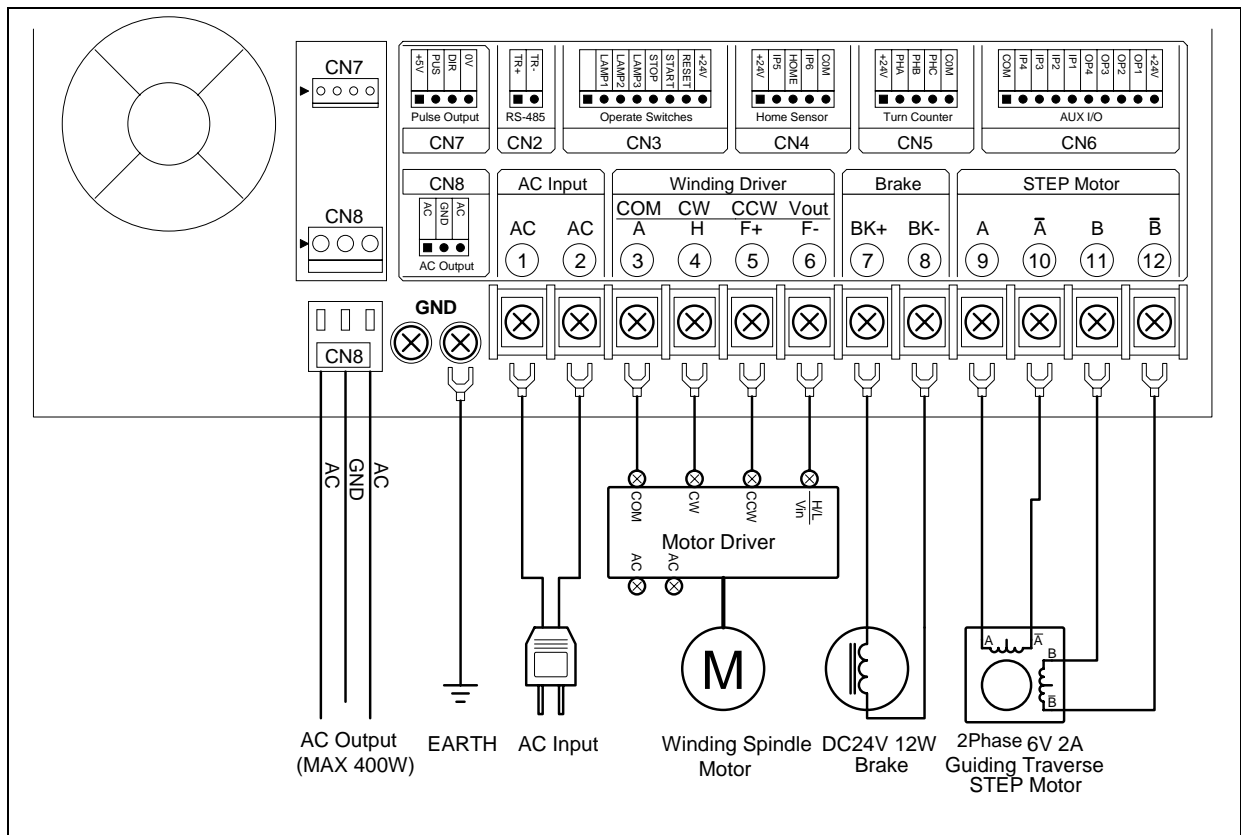 CN7
CN8
+5V PUS DIR 0V
Pulse Output
CN7
TR+ TR-
RS-485
CN2
LAMP1 LAMP2 LAMP3 STOP START RESET +24V
Operate Switches
CN3
+24V IP5 HOME IP6 COM
Home Sensor
CN4
+24V PHA PHB PHC COM
Turn Counter
CN5
COM IP4 IP3 IP2 IP1 OP4 OP3 OP2 OP1 +24V
AUX I/O
CN6
CN8
AC GND AC
AC Output
AC Input
AC AC
1 2
Winding Driver
COM CW CCW Vout
A H F+ F-
3 4 5 6
Brake
BK+ BK-
7 8
STEP Motor
A A̅ B B̅
9 10 11 12
GND
CN8
AC GND AC
COM CW CCW H/L Vin
Motor Driver
AC AC
M
A A̅
B
B̅
AC Output
(MAX 400W)
EARTH
AC Input
Winding Spindle
Motor
DC24V 12W
Brake
2Phase 6V 2A
Guiding Traverse
STEP Motor